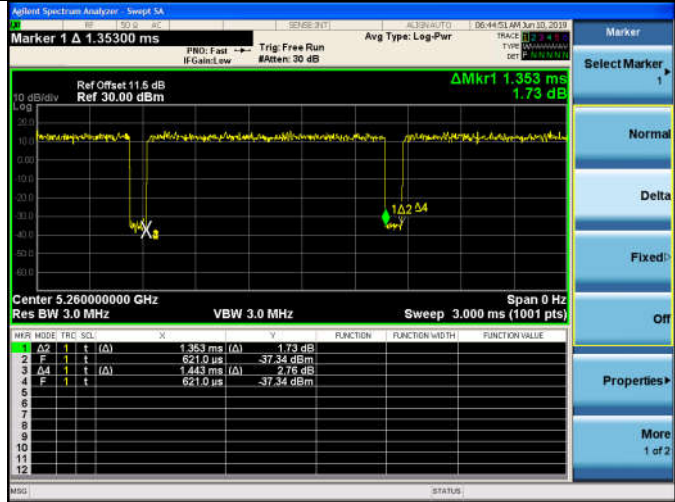 Agilent Spectrum Analyzer - Swept SA
RF 50 Ω AC SENSE:INT ALIGN AUTO 06:44:51 AM Jun 10, 2019
Marker 1 Δ 1.35300 ms
PNO: Fast Trig: Free Run Avg Type: Log-Pwr TRACE 1 2 3 4 5 6
IFGain:Low #Atten: 30 dB TYPE
DET P N N N N N
Ref Offset 11.5 dB ΔMkr1 1.353 ms
10 dB/div Ref 30.00 dBm 1.73 dB
Log
20.0
10.0
0.00
-10.0
-20.0
-30.0
-40.0
-50.0
-60.0
1Δ2 Δ4
Center 5.260000000 GHz Span 0 Hz
Res BW 3.0 MHz VBW 3.0 MHz Sweep 3.000 ms (1001 pts)
MKR MODE TRC SCL X Y FUNCTION FUNCTION WIDTH FUNCTION VALUE
1 Δ2 1 t (Δ) 1.353 ms (Δ) 1.73 dB
2 F 1 t 621.0 µs -37.34 dBm
3 Δ4 1 t (Δ) 1.443 ms (Δ) 2.76 dB
4 F 1 t 621.0 µs -37.34 dBm
5
6
7
8
9
10
11
12
MSG STATUS
Marker
Select Marker
1
Normal
Delta
Fixed
Off
Properties
More
1 of 2